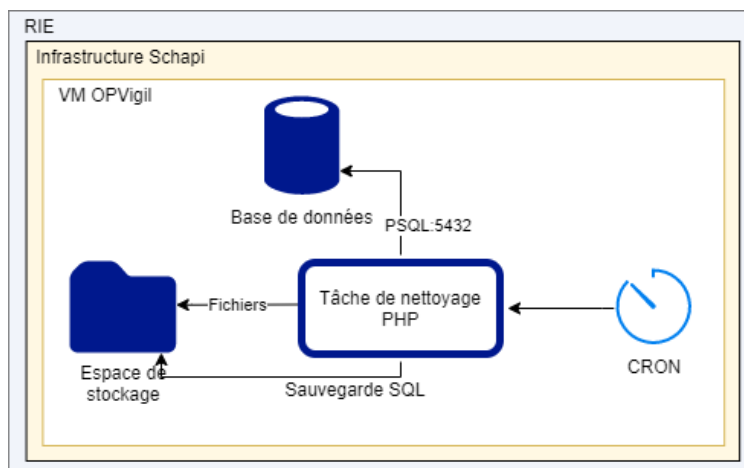 RIE
Infrastructure Schapi
VM OPVigil
Base de données
PSQL:5432
Tâche de nettoyage
PHP
Fichiers
Espace de
stockage
Sauvegarde SQL
CRON